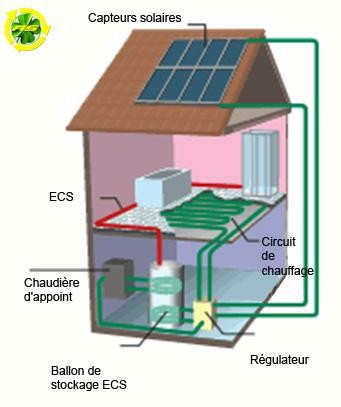 Capteurs solaires
ECS
Circuit
de
chauffage
Chaudière
d'appoint
Régulateur
Ballon de
stockage ECS